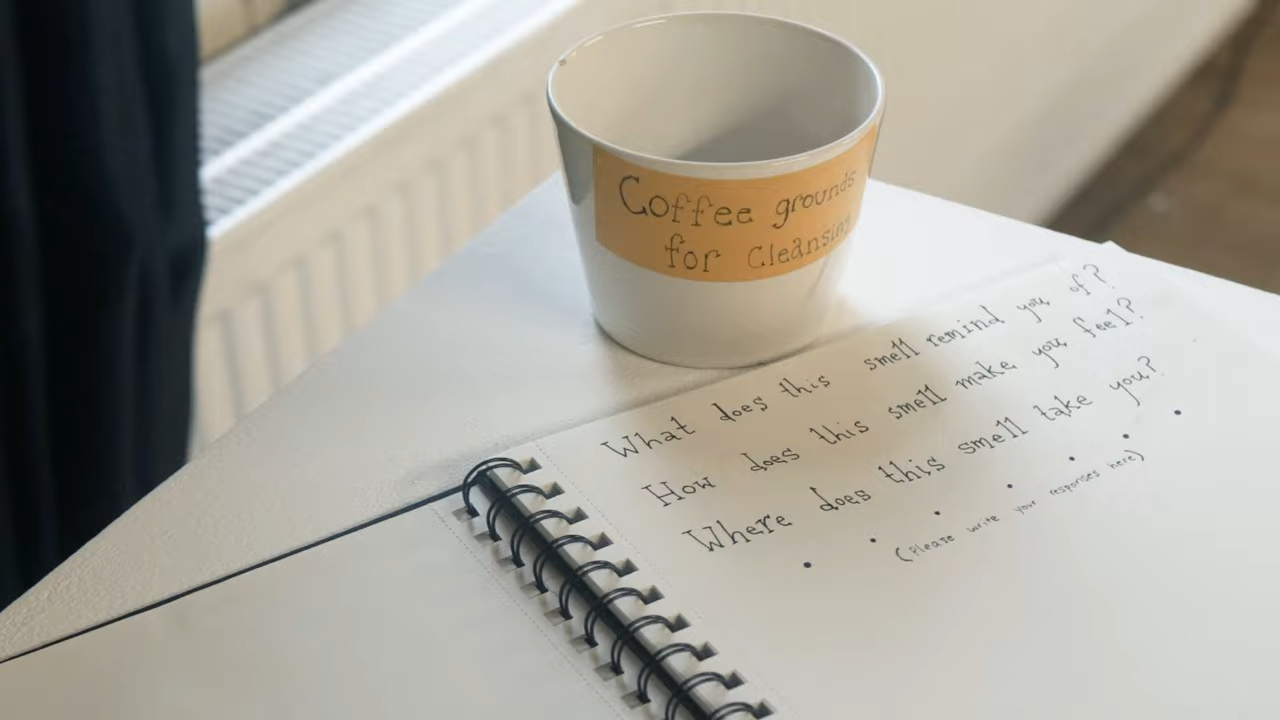 Coffee grounds
for Cleansing
What does this smell remind you of?
How does this smell make you feel?
Where does this smell take you?
(Please write your responses here)